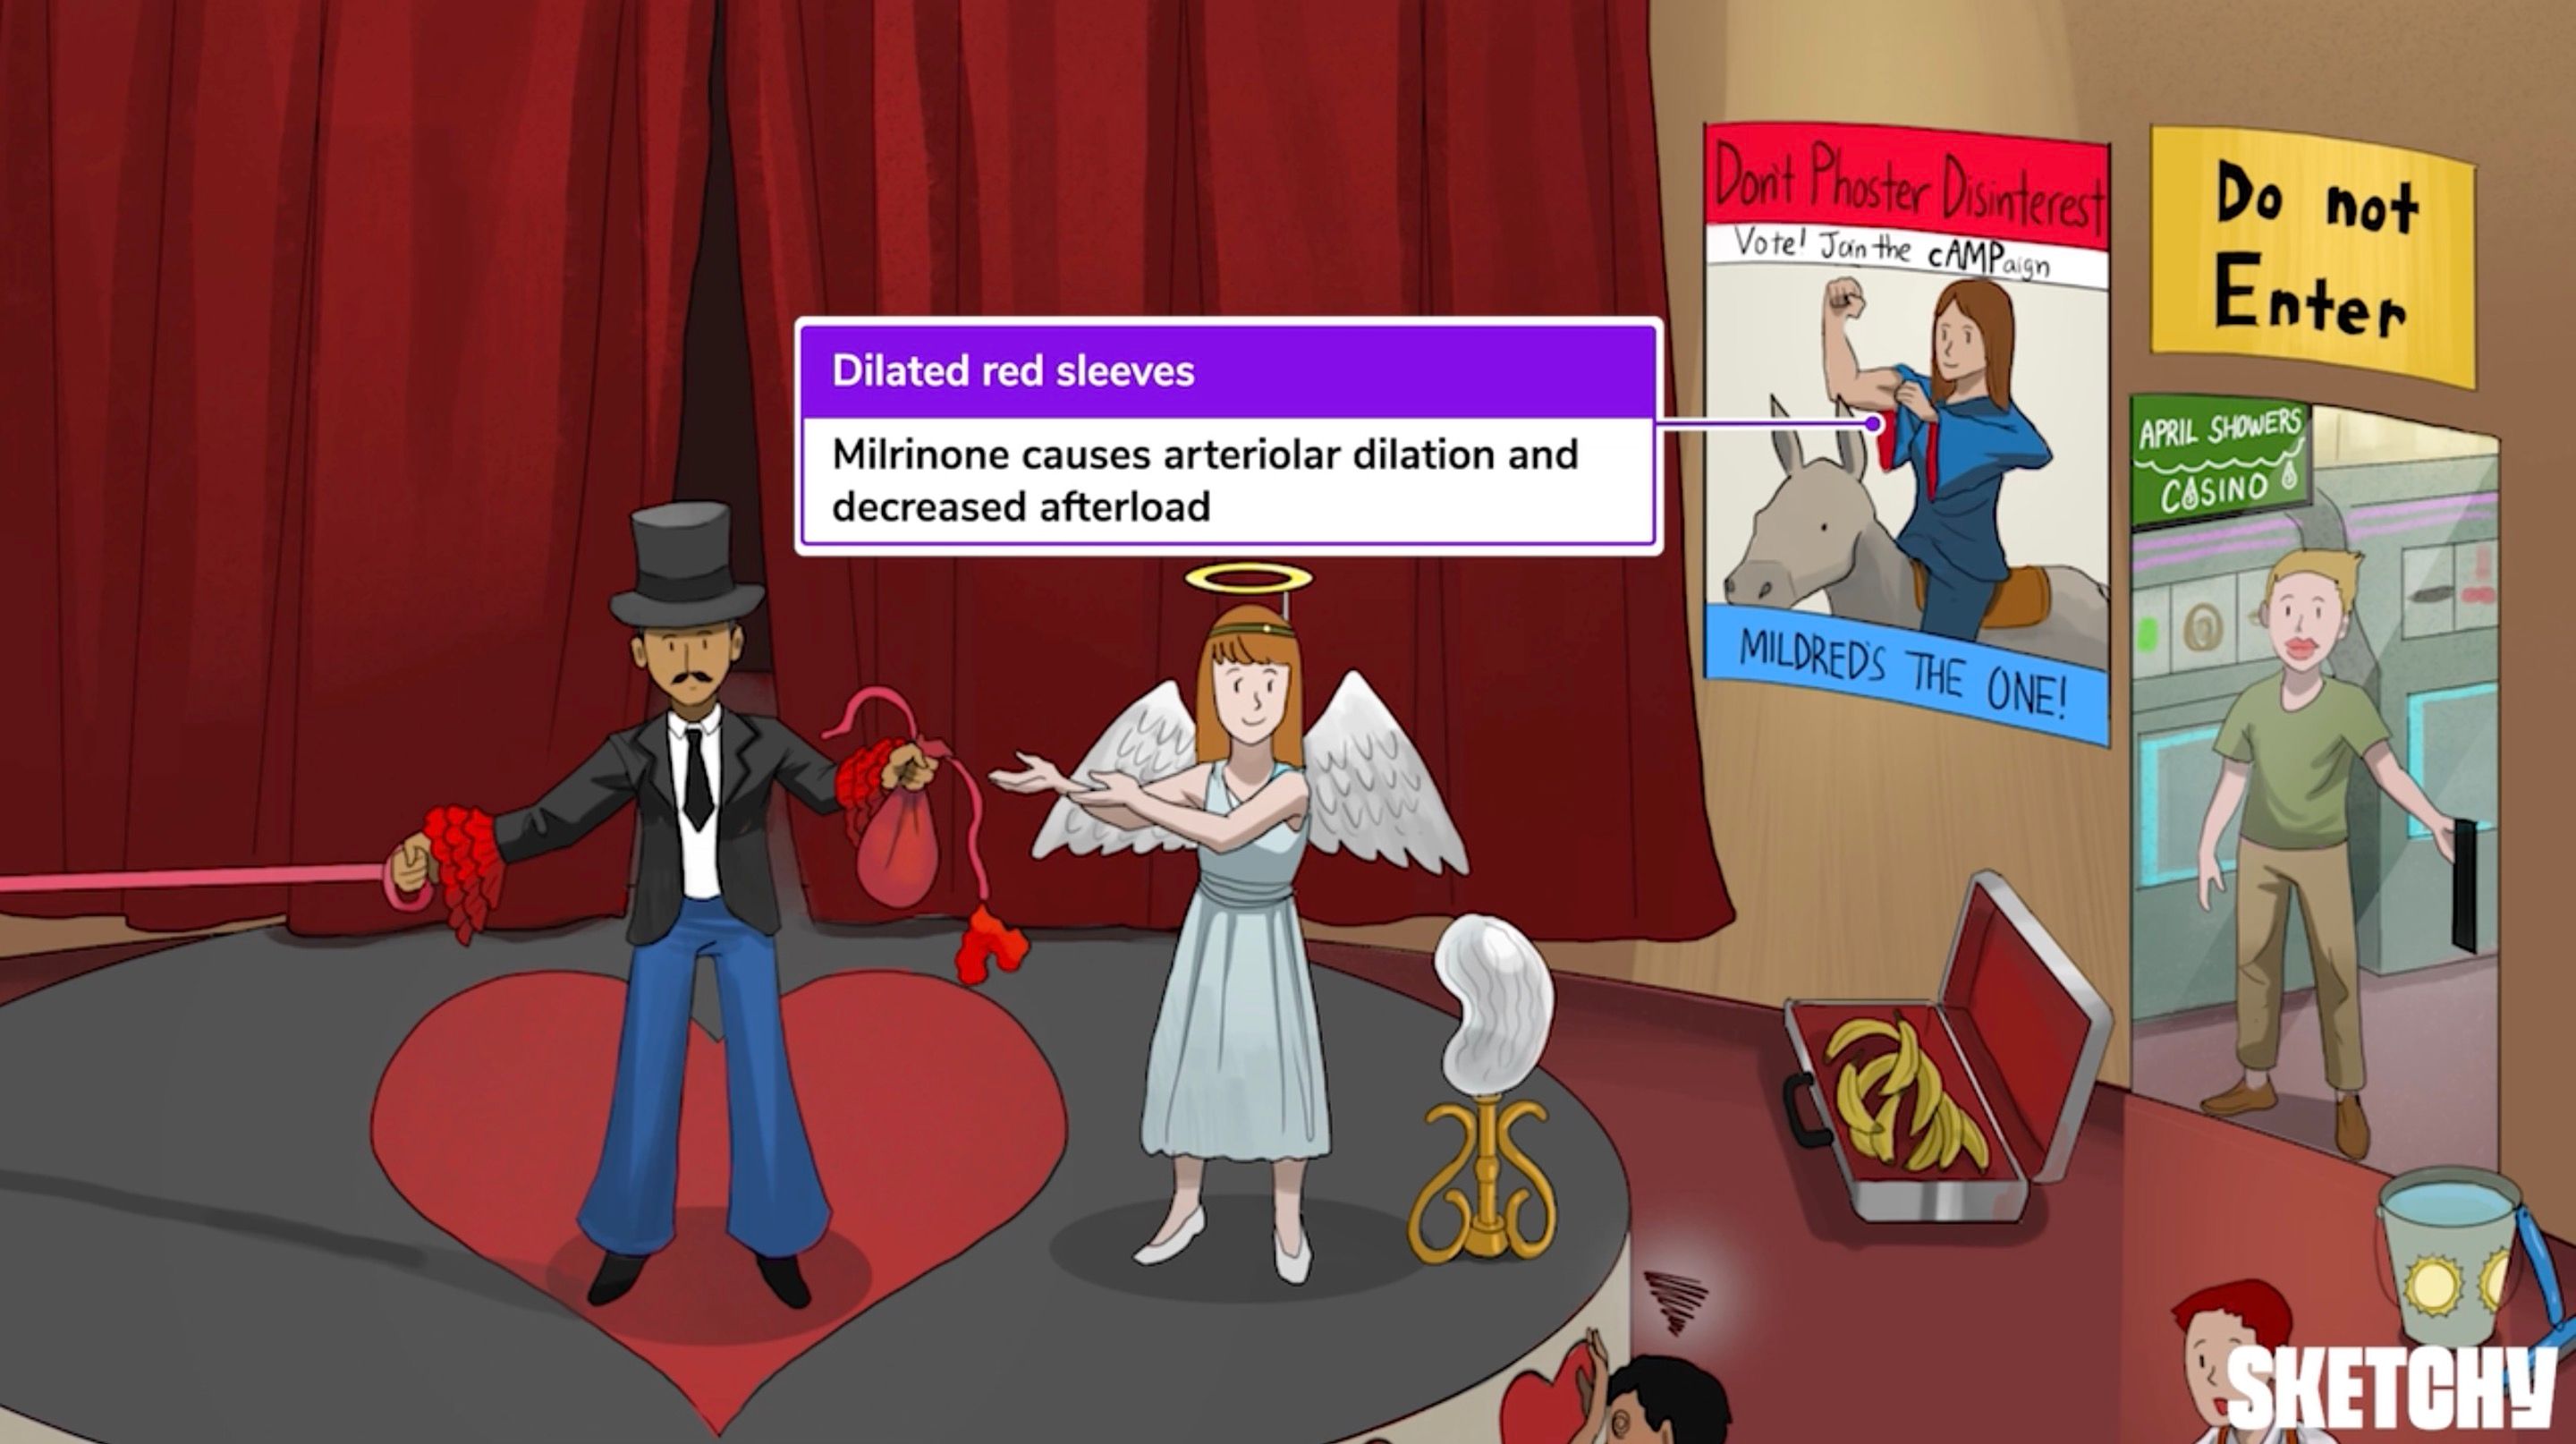 Don't Phoster Disinterest
Vote! Join the cAMPaign
MILDRED'S THE ONE!
Do not
Enter
APRIL SHOWERS
CASINO
Dilated red sleeves
Milrinone causes arteriolar dilation and
decreased afterload
SKETCHY